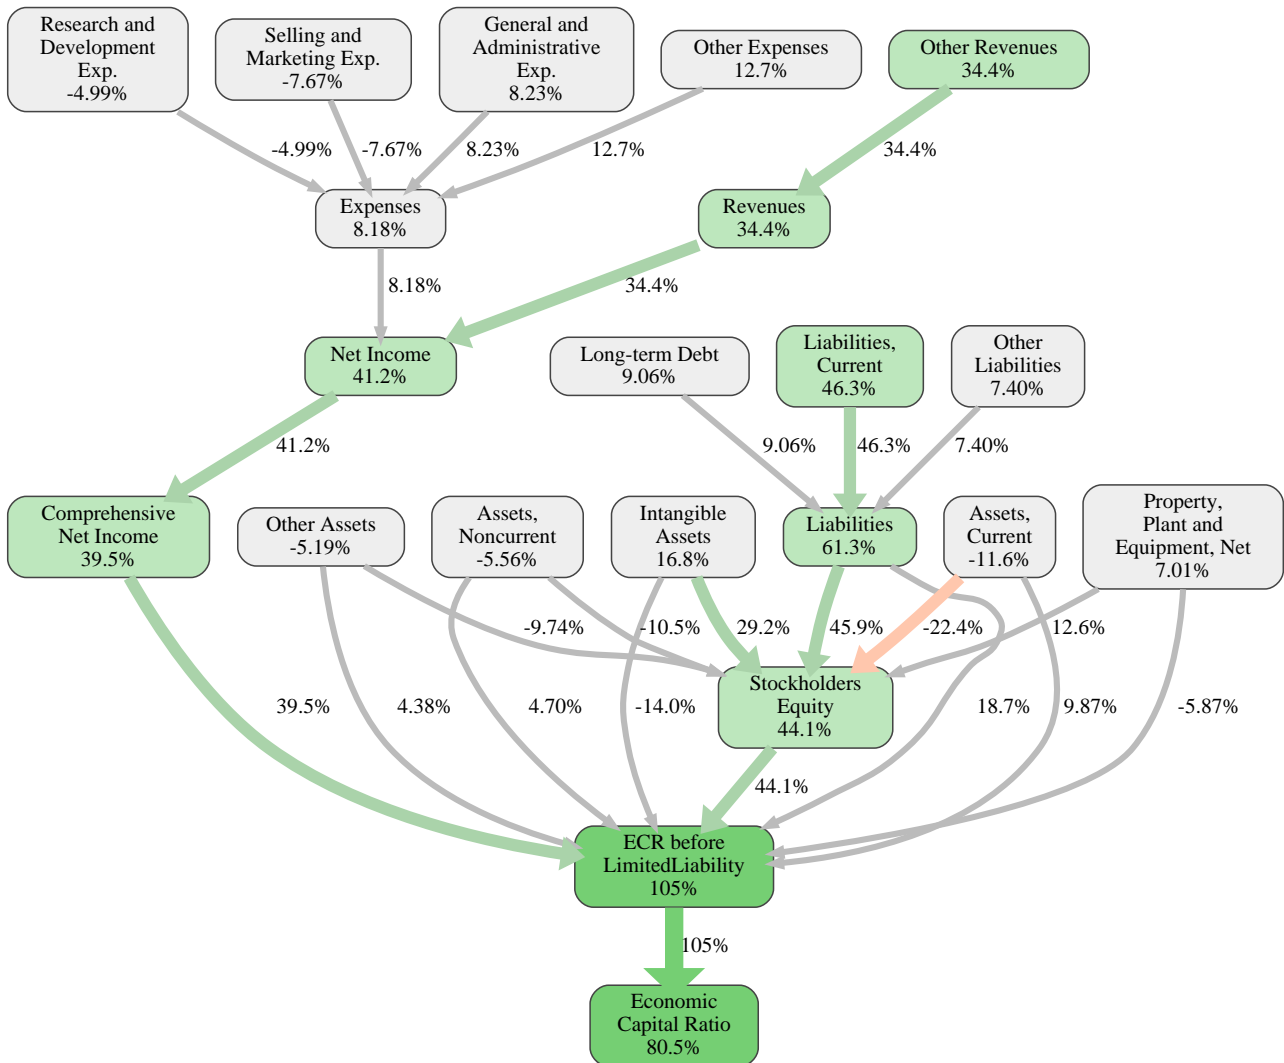 Research and
Development
Exp.
-4.99%
Selling and
Marketing Exp.
-7.67%
General and
Administrative
Exp.
8.23%
Other Expenses
12.7%
Other Revenues
34.4%
-4.99%
-7.67%
8.23%
12.7%
34.4%
Expenses
8.18%
Revenues
34.4%
8.18%
34.4%
Net Income
41.2%
Long-term Debt
9.06%
Liabilities,
Current
46.3%
Other
Liabilities
7.40%
41.2%
9.06%
46.3%
7.40%
Comprehensive
Net Income
39.5%
Other Assets
-5.19%
Assets,
Noncurrent
-5.56%
Intangible
Assets
16.8%
Liabilities
61.3%
Assets,
Current
-11.6%
Property,
Plant and
Equipment, Net
7.01%
-9.74%
-10.5%
29.2%
45.9%
-22.4%
12.6%
Stockholders
Equity
44.1%
39.5%
4.38%
4.70%
-14.0%
18.7%
9.87%
-5.87%
44.1%
ECR before
LimitedLiability
105%
105%
Economic
Capital Ratio
80.5%